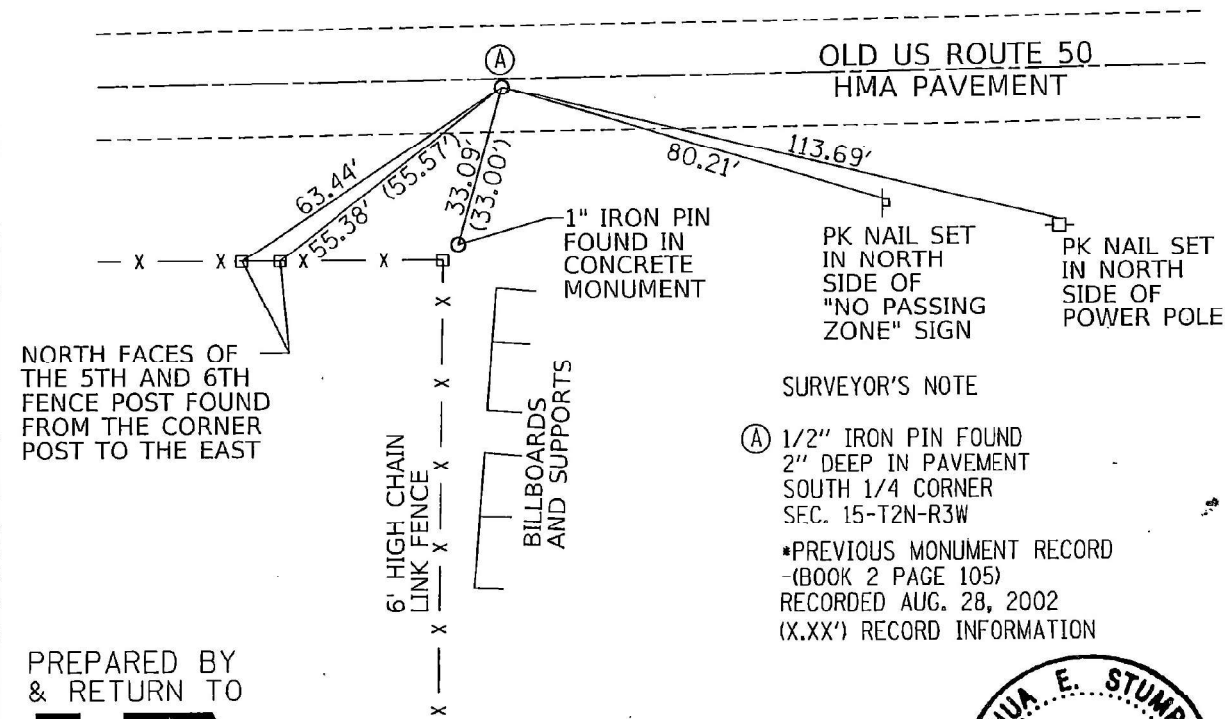 A
OLD US ROUTE 50
HMA PAVEMENT
63.44'
(55.57')
55.38'
33.09'
(33.00')
80.21'
113.69'
1" IRON PIN
FOUND IN
CONCRETE
MONUMENT
PK NAIL SET
IN NORTH
SIDE OF
"NO PASSING
ZONE" SIGN
PK NAIL SET
IN NORTH
SIDE OF
POWER POLE
NORTH FACES OF
THE 5TH AND 6TH
FENCE POST FOUND
FROM THE CORNER
POST TO THE EAST
6' HIGH CHAIN
LINK FENCE
BILLBOARDS
AND SUPPORTS
SURVEYOR'S NOTE
A 1/2" IRON PIN FOUND
2" DEEP IN PAVEMENT
SOUTH 1/4 CORNER
SEC. 15-T2N-R3W
*PREVIOUS MONUMENT RECORD
-(BOOK 2 PAGE 105)
RECORDED AUG. 28, 2002
(X.XX') RECORD INFORMATION
PREPARED BY
& RETURN TO
E.